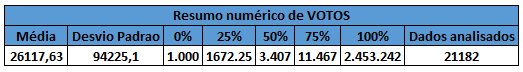 Resumo numérico de VOTOS
Média Desvio Padrao 0% 25% 50% 75% 100% Dados analisados
26117,63 94225,1 1.000 1672.25 3.407 11.467 2.453.242 21182